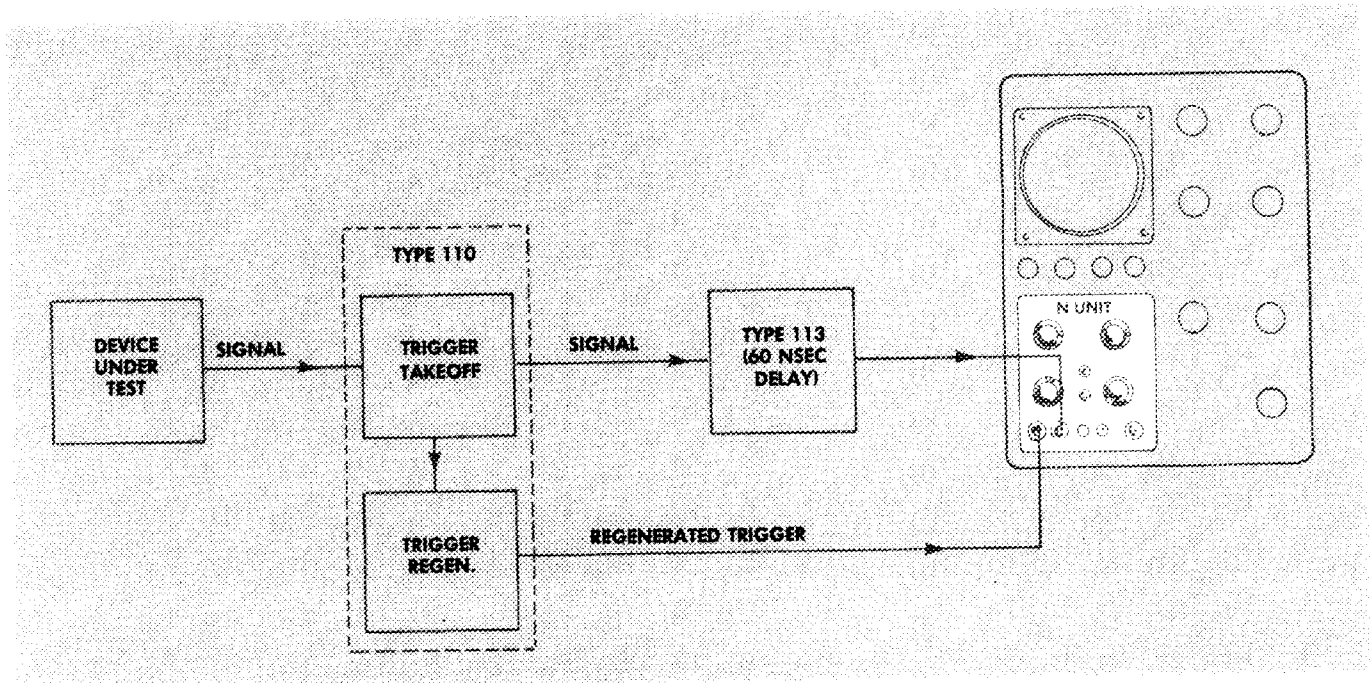 TYPE 110
DEVICE
UNDER
TEST
SIGNAL
TRIGGER
TAKEOFF
SIGNAL
TYPE 113
(60 NSEC
DELAY)
N UNIT
TRIGGER
REGEN.
REGENERATED TRIGGER